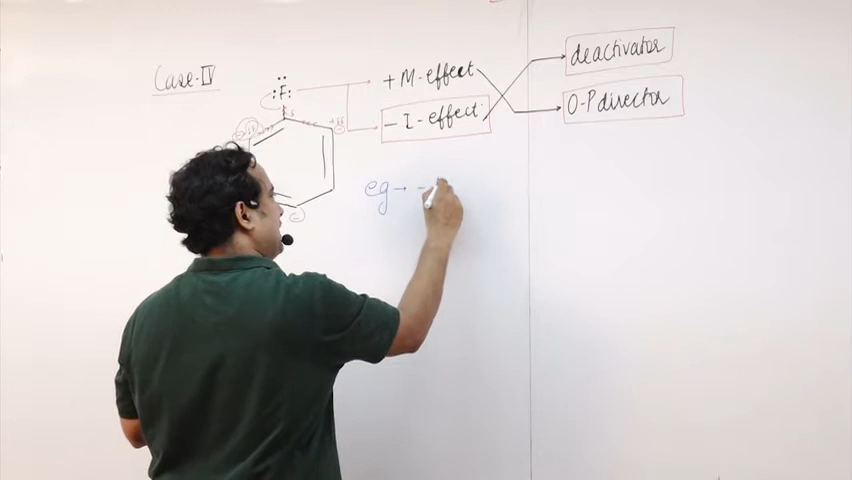 Case-IV
:F:
+M-effect
-I-effect
deactivator
O-P director
eg→ -